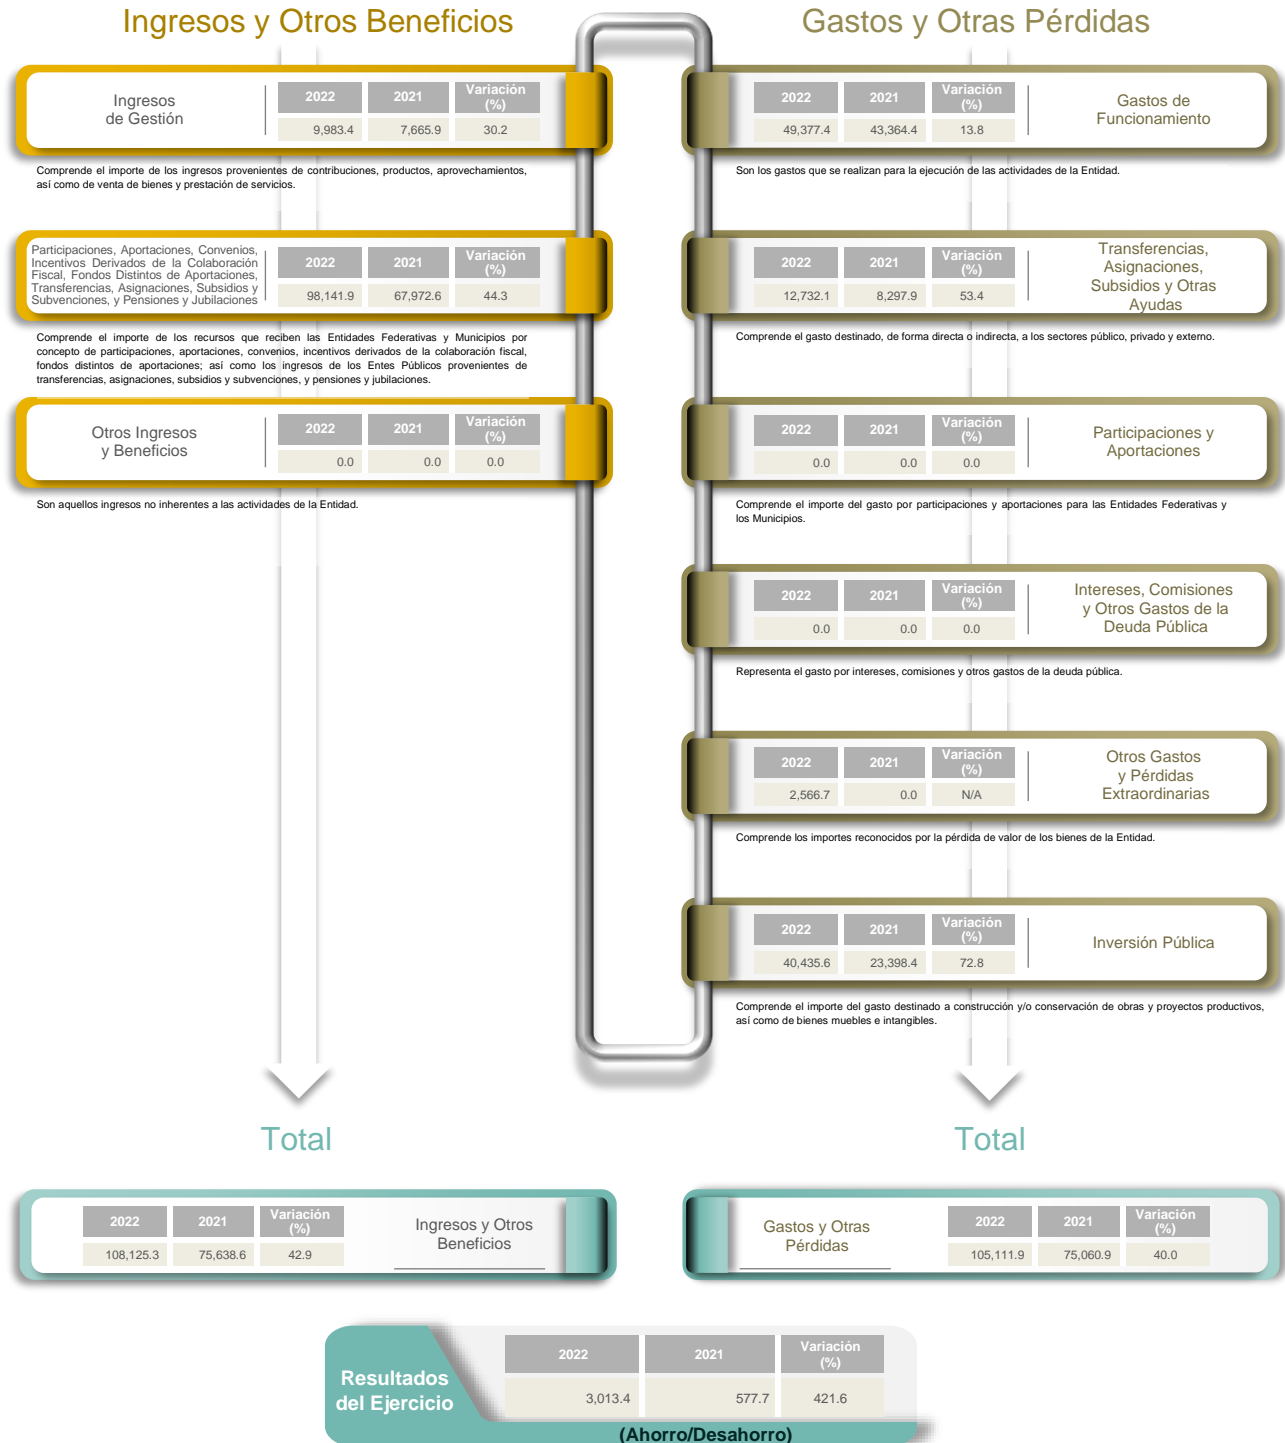 Ingresos y Otros Beneficios
Ingresos
de Gestión
2022 2021 Variación
(%)
9,983.4 7,665.9 30.2
Comprende el importe de los ingresos provenientes de contribuciones, productos, aprovechamientos,
así como de venta de bienes y prestación de servicios.
Participaciones, Aportaciones, Convenios,
Incentivos Derivados de la Colaboración
Fiscal, Fondos Distintos de Aportaciones,
Transferencias, Asignaciones, Subsidios y
Subvenciones, y Pensiones y Jubilaciones
2022 2021 Variación
(%)
98,141.9 67,972.6 44.3
Comprende el importe de los recursos que reciben las Entidades Federativas y Municipios por
concepto de participaciones, aportaciones, convenios, incentivos derivados de la colaboración fiscal,
fondos distintos de aportaciones; así como los ingresos de los Entes Públicos provenientes de
transferencias, asignaciones, subsidios y subvenciones, y pensiones y jubilaciones.
Otros Ingresos
y Beneficios
2022 2021 Variación
(%)
0.0 0.0 0.0
Son aquellos ingresos no inherentes a las actividades de la Entidad.
Gastos y Otras Pérdidas
2022 2021 Variación
(%)
49,377.4 43,364.4 13.8
Gastos de
Funcionamiento
Son los gastos que se realizan para la ejecución de las actividades de la Entidad.
2022 2021 Variación
(%)
12,732.1 8,297.9 53.4
Transferencias,
Asignaciones,
Subsidios y Otras
Ayudas
Comprende el gasto destinado, de forma directa o indirecta, a los sectores público, privado y externo.
2022 2021 Variación
(%)
0.0 0.0 0.0
Participaciones y
Aportaciones
Comprende el importe del gasto por participaciones y aportaciones para las Entidades Federativas y
los Municipios.
2022 2021 Variación
(%)
0.0 0.0 0.0
Intereses, Comisiones
y Otros Gastos de la
Deuda Pública
Representa el gasto por intereses, comisiones y otros gastos de la deuda pública.
2022 2021 Variación
(%)
2,566.7 0.0 N/A
Otros Gastos
y Pérdidas
Extraordinarias
Comprende los importes reconocidos por la pérdida de valor de los bienes de la Entidad.
2022 2021 Variación
(%)
40,435.6 23,398.4 72.8
Inversión Pública
Comprende el importe del gasto destinado a construcción y/o conservación de obras y proyectos productivos,
así como de bienes muebles e intangibles.
Total
2022 2021 Variación
(%)
108,125.3 75,638.6 42.9
Ingresos y Otros
Beneficios
Total
Gastos y Otras
Pérdidas
2022 2021 Variación
(%)
105,111.9 75,060.9 40.0
Resultados
del Ejercicio
2022 2021 Variación
(%)
3,013.4 577.7 421.6
(Ahorro/Desahorro)